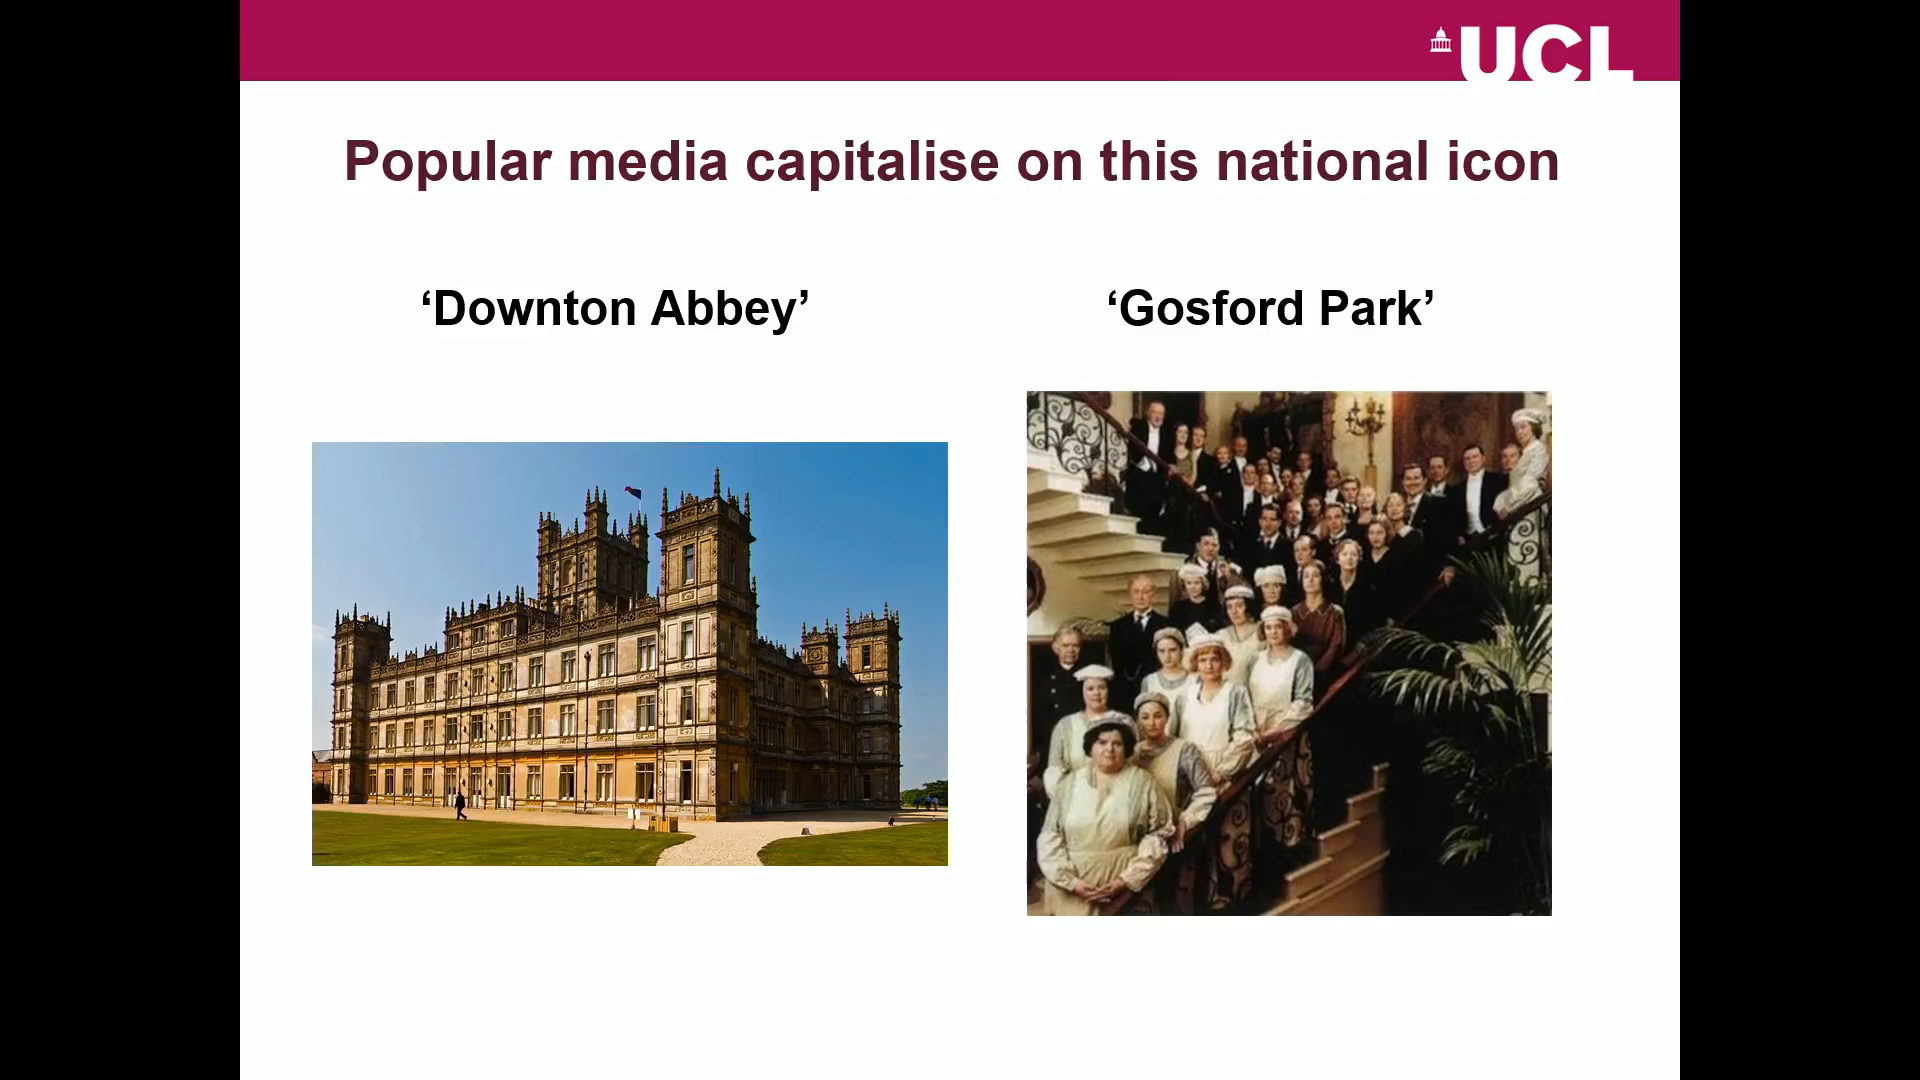 UCL
Popular media capitalise on this national icon
‘Downton Abbey’
‘Gosford Park’